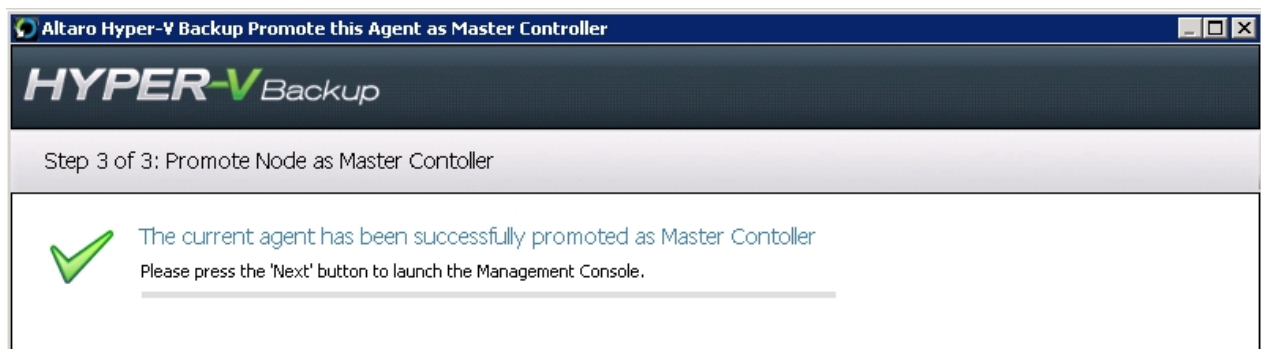 Altaro Hyper-V Backup Promote this Agent as Master Controller
HYPER-V Backup
Step 3 of 3: Promote Node as Master Contoller
The current agent has been successfully promoted as Master Contoller
Please press the 'Next' button to launch the Management Console.